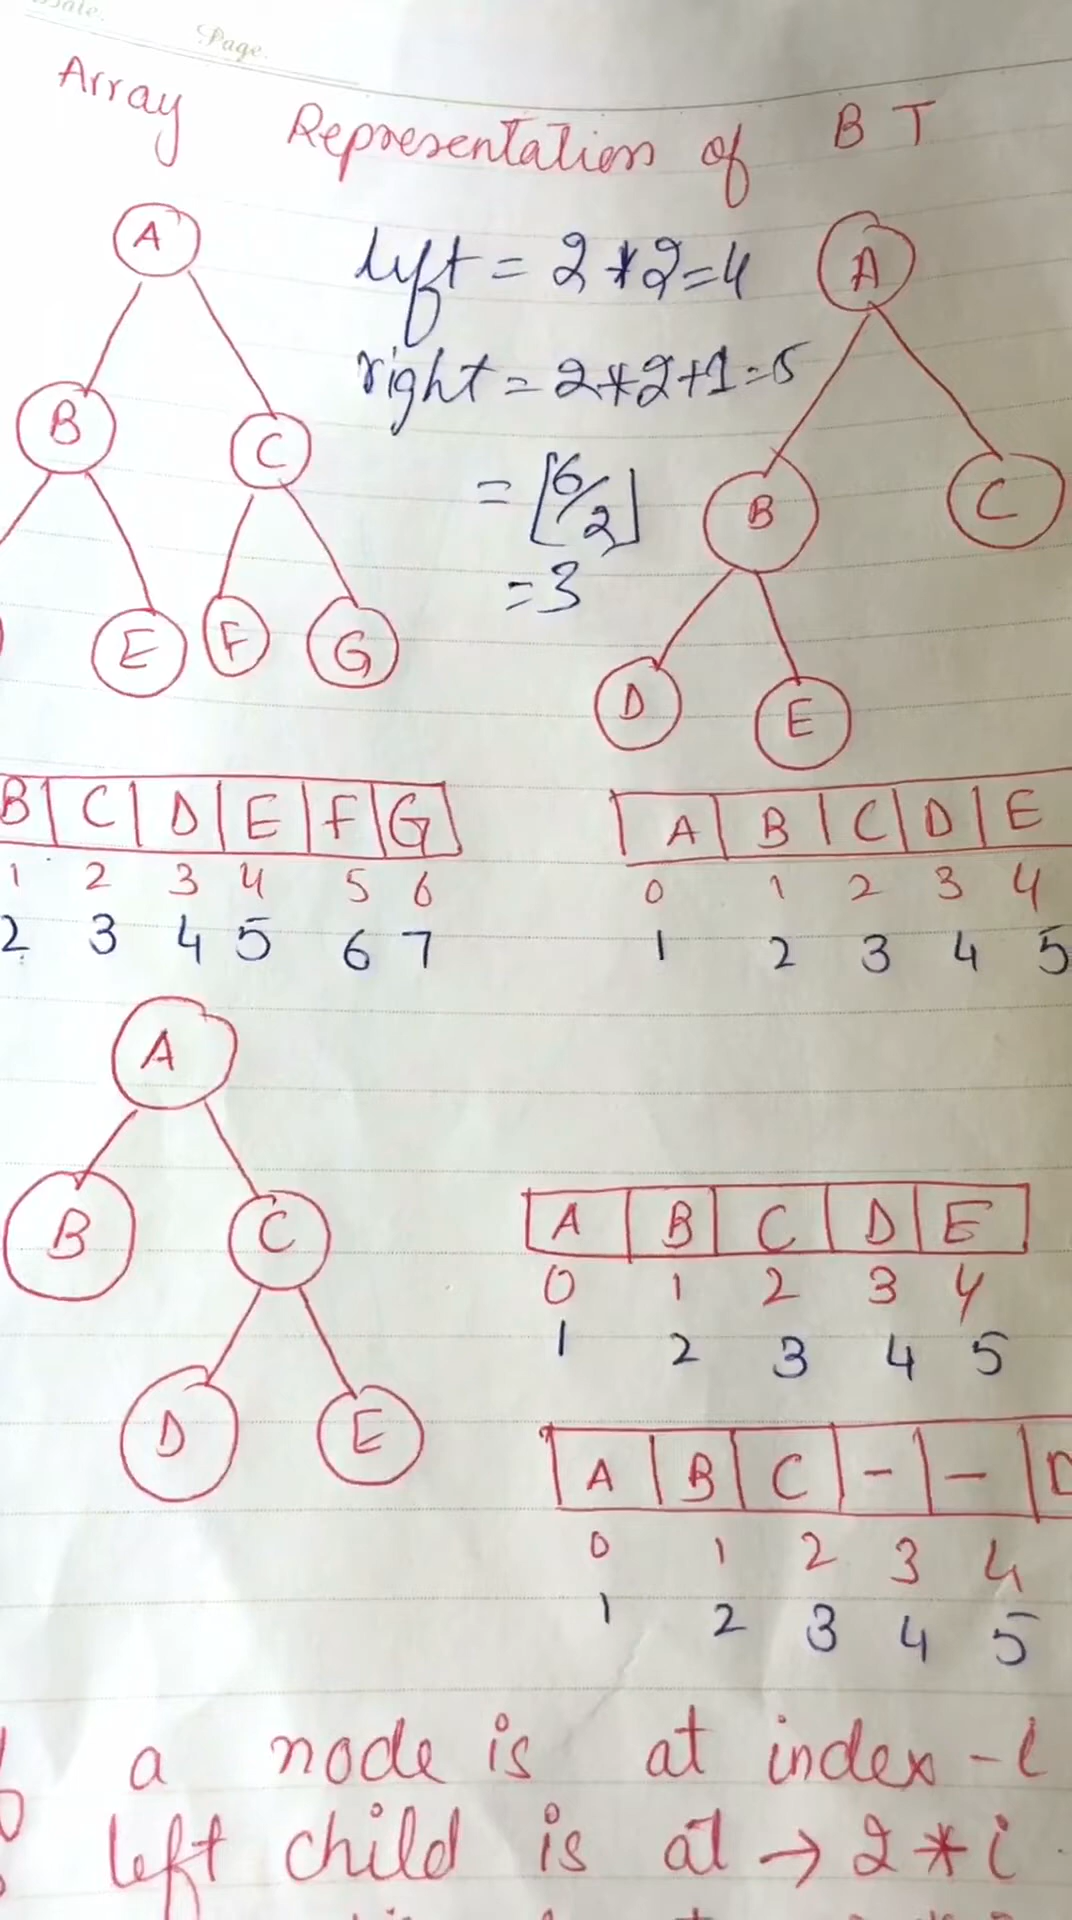 Date.
Page.
Array Representation of B T
A
left = 2 * 2 = 4
A
right = 2*2+1=5
B
C
= ⌊6/2⌋
B
C
= 3
E
F
G
D
E
B C D E F G
1 2 3 4 5 6
2 3 4 5 6 7
A B C D E
0 1 2 3 4
1 2 3 4 5
A
B
C
D
E
A B C D E
0 1 2 3 4
1 2 3 4 5
A B C - - D
0 1 2 3 4
1 2 3 4 5
a node is at index - i
left child is at → 2 * i